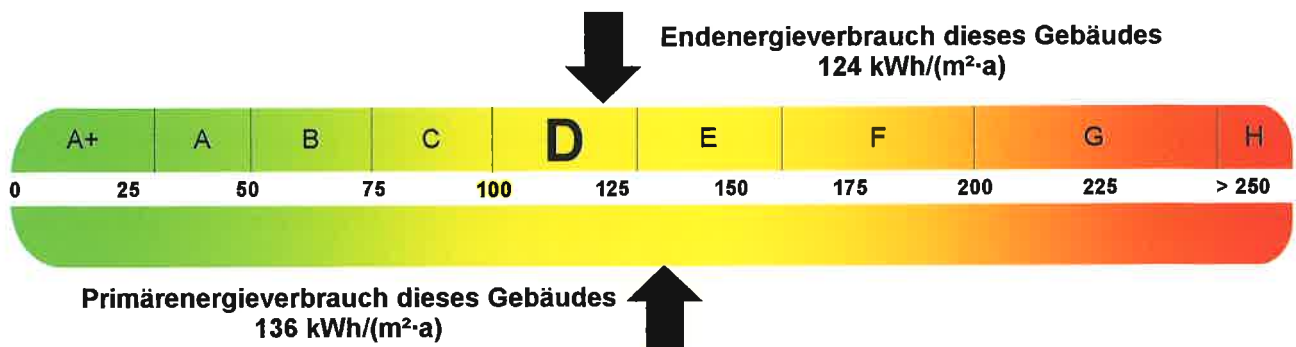 Endenergieverbrauch dieses Gebäudes
124 kWh/(m²·a)
A+ A B C D E F G H
0 25 50 75 100 125 150 175 200 225 > 250
Primärenergieverbrauch dieses Gebäudes
136 kWh/(m²·a)